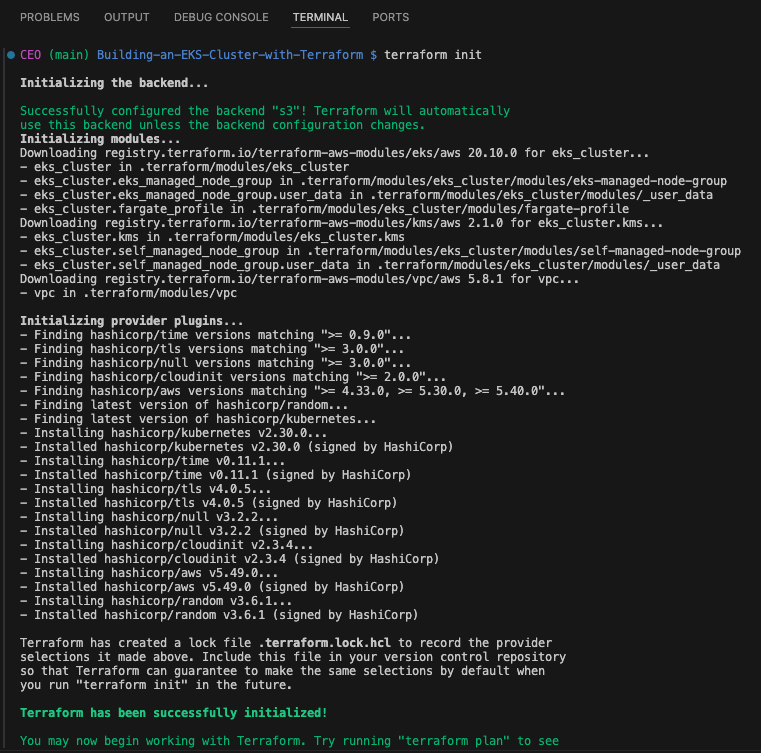 PROBLEMS OUTPUT DEBUG CONSOLE TERMINAL PORTS
CEO (main) Building-an-EKS-Cluster-with-Terraform $ terraform init
Initializing the backend...
Successfully configured the backend "s3"! Terraform will automatically
use this backend unless the backend configuration changes.
Initializing modules...
Downloading registry.terraform.io/terraform-aws-modules/eks/aws 20.10.0 for eks_cluster...
- eks_cluster in .terraform/modules/eks_cluster
- eks_cluster.eks_managed_node_group in .terraform/modules/eks_cluster/modules/eks-managed-node-group
- eks_cluster.eks_managed_node_group.user_data in .terraform/modules/eks_cluster/modules/_user_data
- eks_cluster.fargate_profile in .terraform/modules/eks_cluster/modules/fargate-profile
Downloading registry.terraform.io/terraform-aws-modules/kms/aws 2.1.0 for eks_cluster.kms...
- eks_cluster.kms in .terraform/modules/eks_cluster.kms
- eks_cluster.self_managed_node_group in .terraform/modules/eks_cluster/modules/self-managed-node-group
- eks_cluster.self_managed_node_group.user_data in .terraform/modules/eks_cluster/modules/_user_data
Downloading registry.terraform.io/terraform-aws-modules/vpc/aws 5.8.1 for vpc...
- vpc in .terraform/modules/vpc
Initializing provider plugins...
- Finding hashicorp/time versions matching ">= 0.9.0"...
- Finding hashicorp/tls versions matching ">= 3.0.0"...
- Finding hashicorp/null versions matching ">= 3.0.0"...
- Finding hashicorp/cloudinit versions matching ">= 2.0.0"...
- Finding hashicorp/aws versions matching ">= 4.33.0, >= 5.30.0, >= 5.40.0"...
- Finding latest version of hashicorp/random...
- Finding latest version of hashicorp/kubernetes...
- Installing hashicorp/kubernetes v2.30.0...
- Installed hashicorp/kubernetes v2.30.0 (signed by HashiCorp)
- Installing hashicorp/time v0.11.1...
- Installed hashicorp/time v0.11.1 (signed by HashiCorp)
- Installing hashicorp/tls v4.0.5...
- Installed hashicorp/tls v4.0.5 (signed by HashiCorp)
- Installing hashicorp/null v3.2.2...
- Installed hashicorp/null v3.2.2 (signed by HashiCorp)
- Installing hashicorp/cloudinit v2.3.4...
- Installed hashicorp/cloudinit v2.3.4 (signed by HashiCorp)
- Installing hashicorp/aws v5.49.0...
- Installed hashicorp/aws v5.49.0 (signed by HashiCorp)
- Installing hashicorp/random v3.6.1...
- Installed hashicorp/random v3.6.1 (signed by HashiCorp)
Terraform has created a lock file .terraform.lock.hcl to record the provider
selections it made above. Include this file in your version control repository
so that Terraform can guarantee to make the same selections by default when
you run "terraform init" in the future.
Terraform has been successfully initialized!
You may now begin working with Terraform. Try running "terraform plan" to see